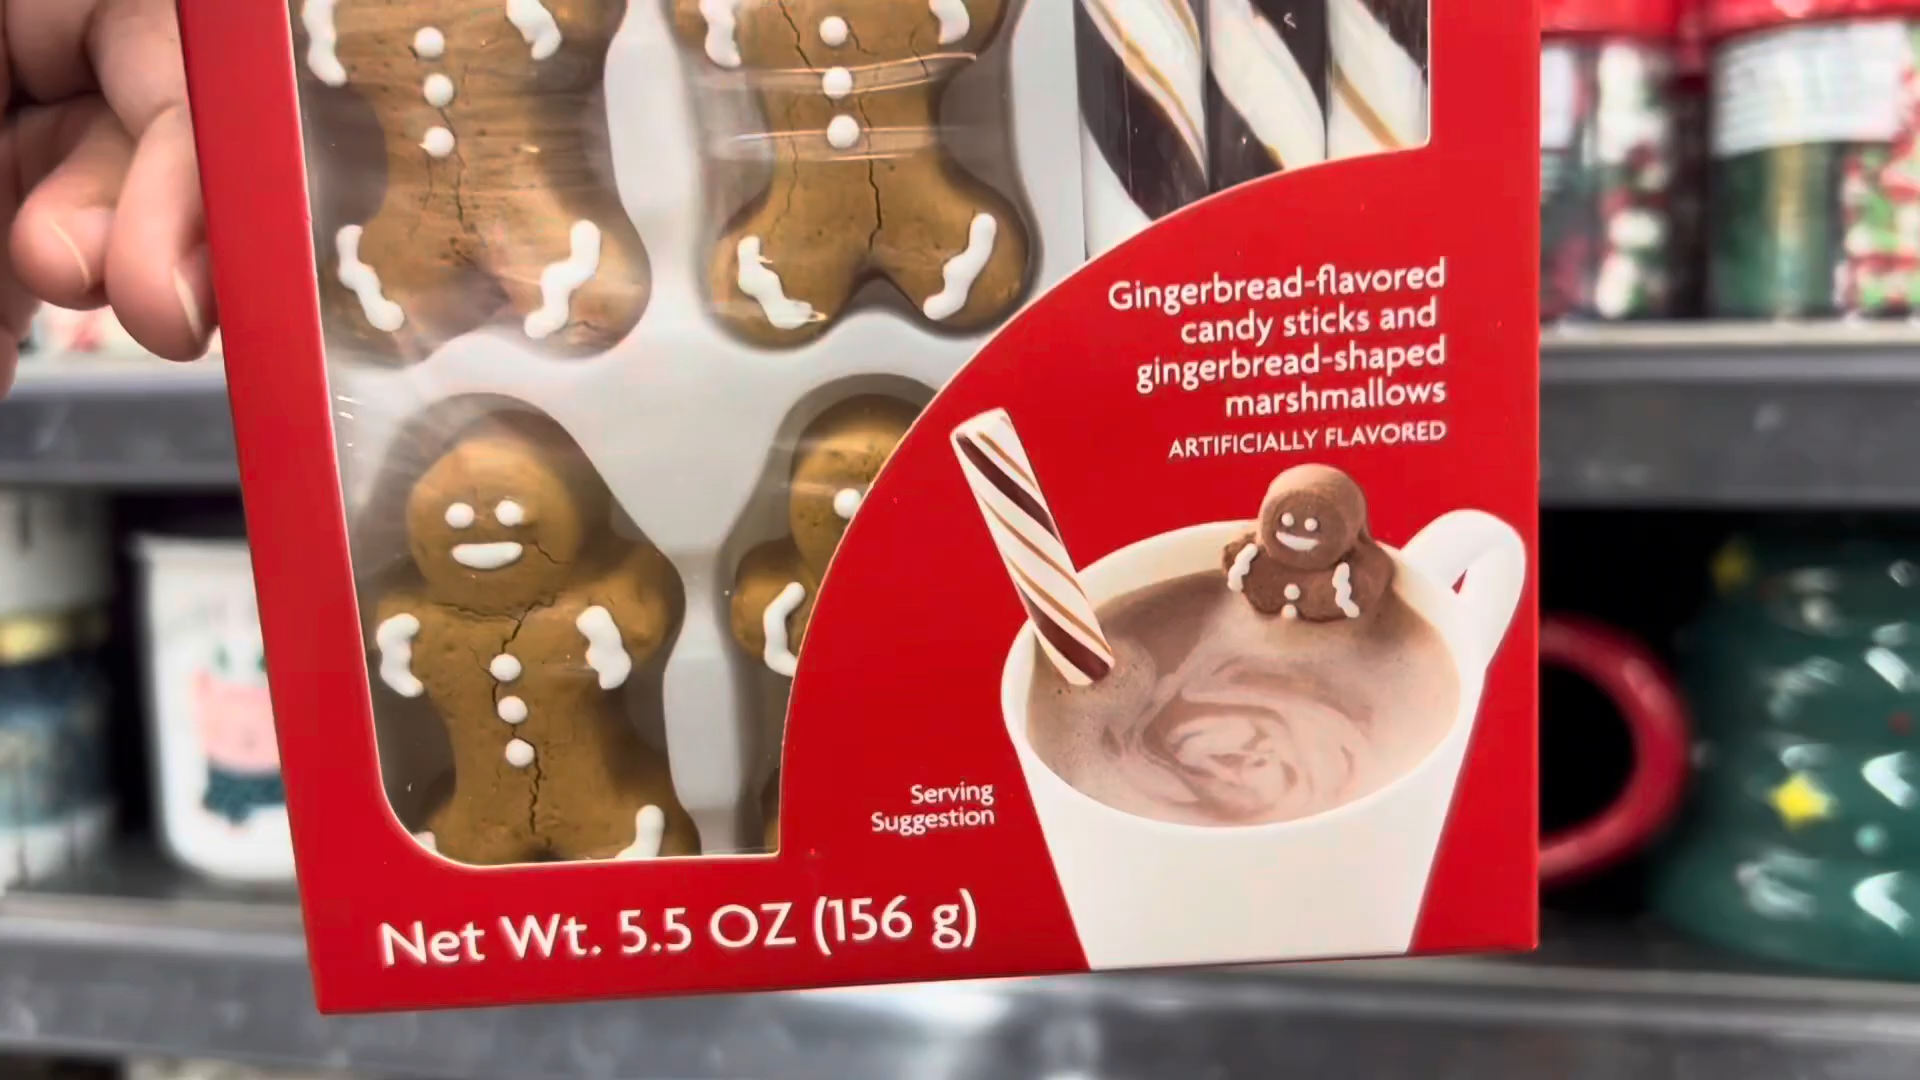 Gingerbread-flavored
candy sticks and
gingerbread-shaped
marshmallows
ARTIFICIALLY FLAVORED
Serving
Suggestion
Net Wt. 5.5 OZ (156 g)